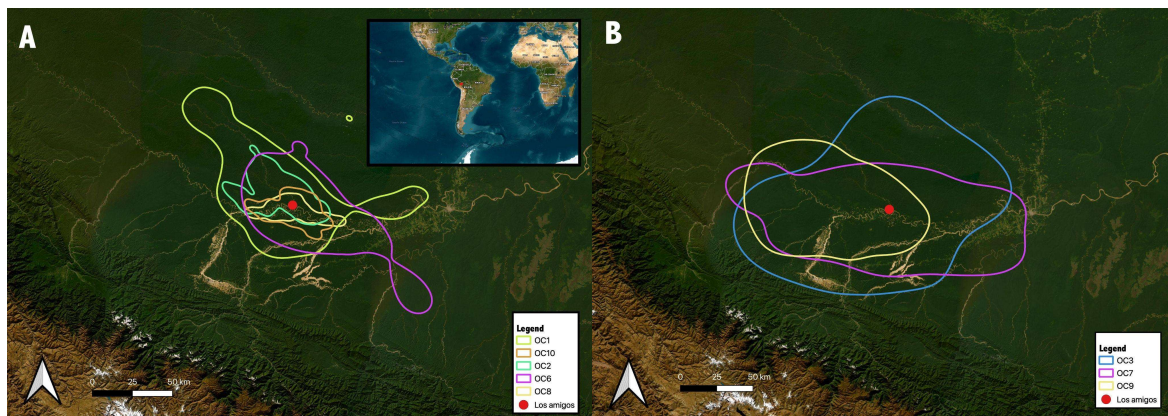 A
Legend
OC1
OC10
OC2
OC6
OC8
Los amigos
0 25 50 km
B
Legend
OC3
OC7
OC9
Los amigos
0 25 50 km